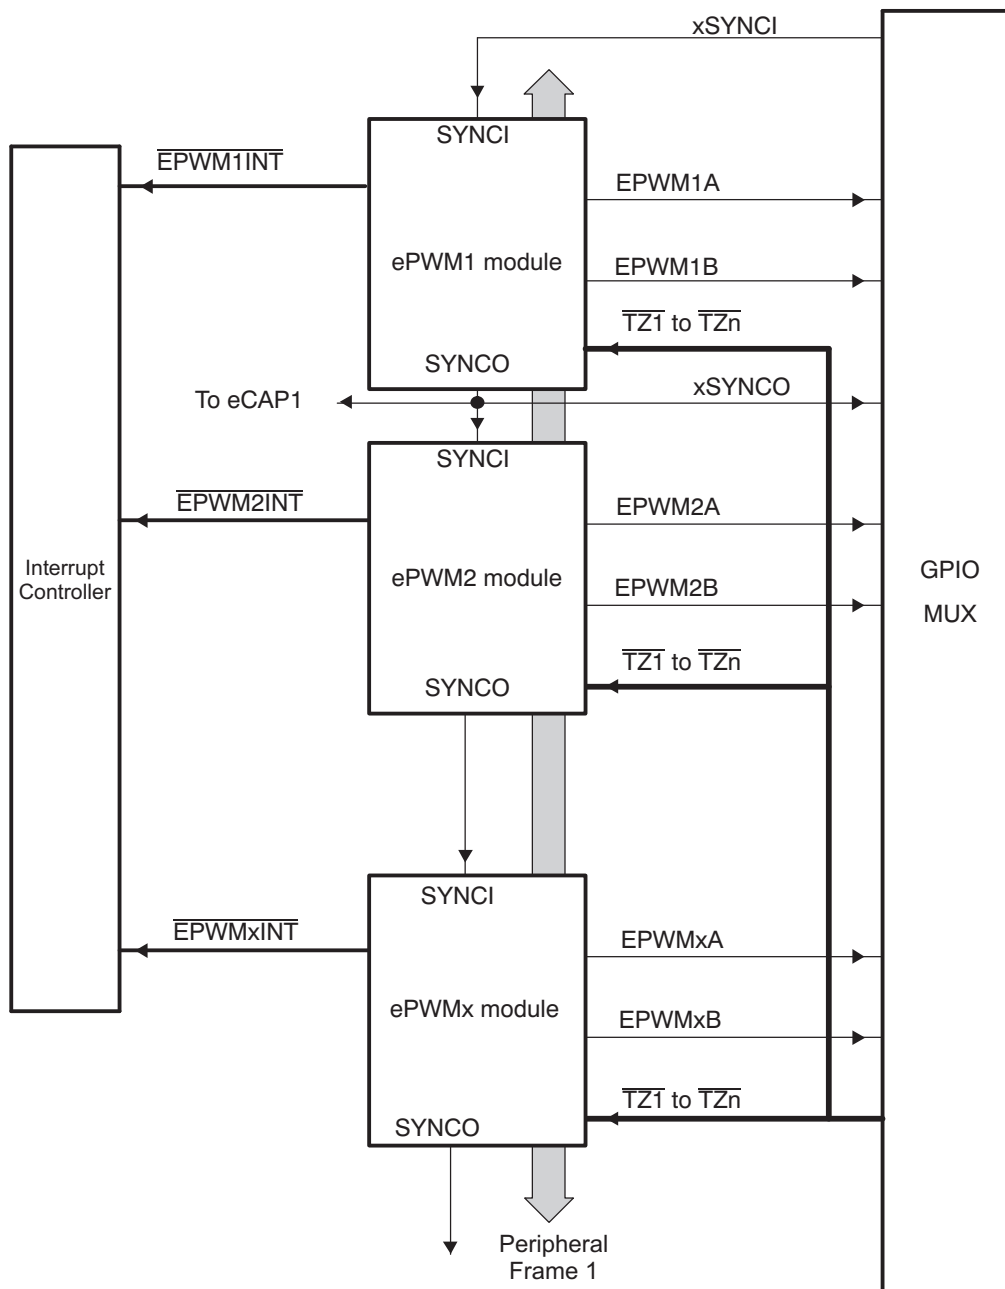 xSYNCI
SYNCI
EPWM1INT
EPWM1A
ePWM1 module
EPWM1B
TZ1 to TZn
SYNCO
To eCAP1
xSYNCO
SYNCI
EPWM2INT
EPWM2A
Interrupt
Controller
ePWM2 module
EPWM2B
GPIO
MUX
TZ1 to TZn
SYNCO
SYNCI
EPWMxINT
EPWMxA
ePWMx module
EPWMxB
TZ1 to TZn
SYNCO
Peripheral
Frame 1